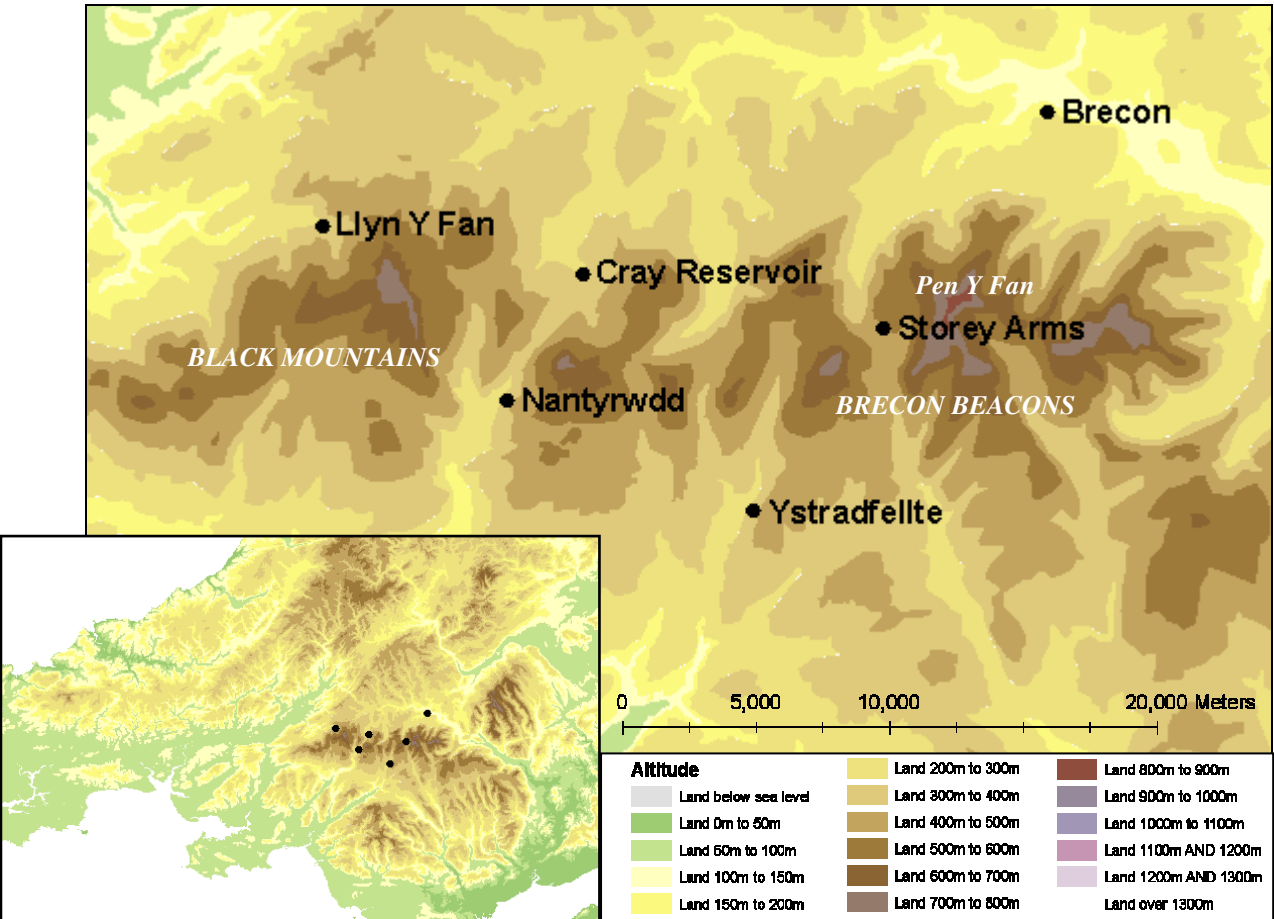 Brecon
Llyn Y Fan
Cray Reservoir
Pen Y Fan
Storey Arms
BLACK MOUNTAINS
Nantyrwdd
BRECON BEACONS
Ystradfellte
0 5,000 10,000 20,000 Meters
Altitude
Land below sea level
Land 0m to 50m
Land 50m to 100m
Land 100m to 150m
Land 150m to 200m
Land 200m to 300m
Land 300m to 400m
Land 400m to 500m
Land 500m to 600m
Land 600m to 700m
Land 700m to 800m
Land 800m to 900m
Land 900m to 1000m
Land 1000m to 1100m
Land 1100m AND 1200m
Land 1200m AND 1300m
Land over 1300m